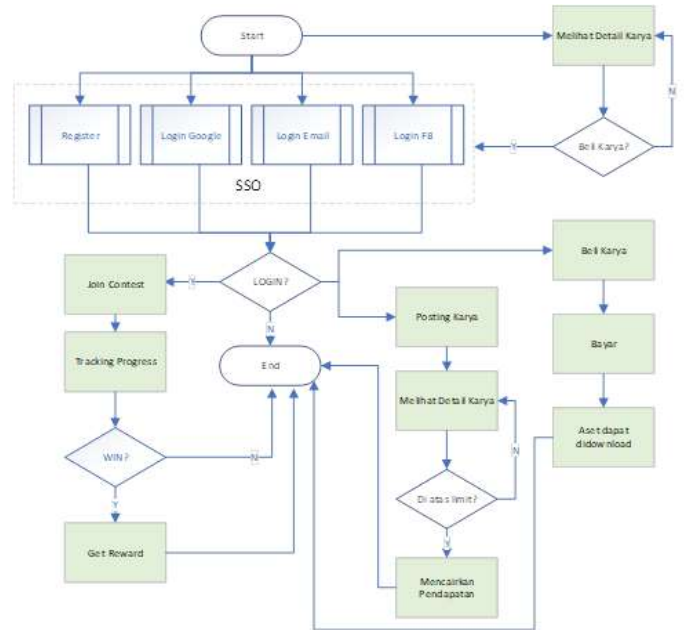 Start
Melihat Detail Karya
N
Register
Login Google
Login Email
Login FB
Y
Beli Karya?
SSO
Beli Karya
Join Contest
Y
LOGIN?
Posting Karya
N
Bayar
Tracking Progress
End
Melihat Detail Karya
Aset dapat
didownload
N
WIN?
N
Di atas limit?
Y
Y
Get Reward
Mencairkan
Pendapatan